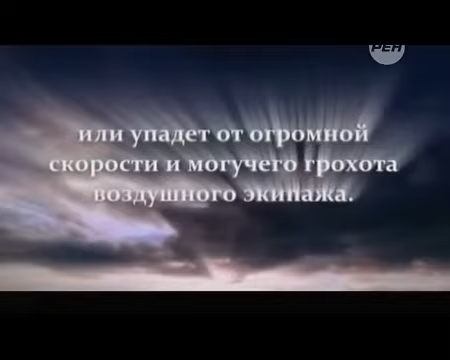 РЕН
или упадет от огромной
скорости и могучего грохота
воздушного экипажа.